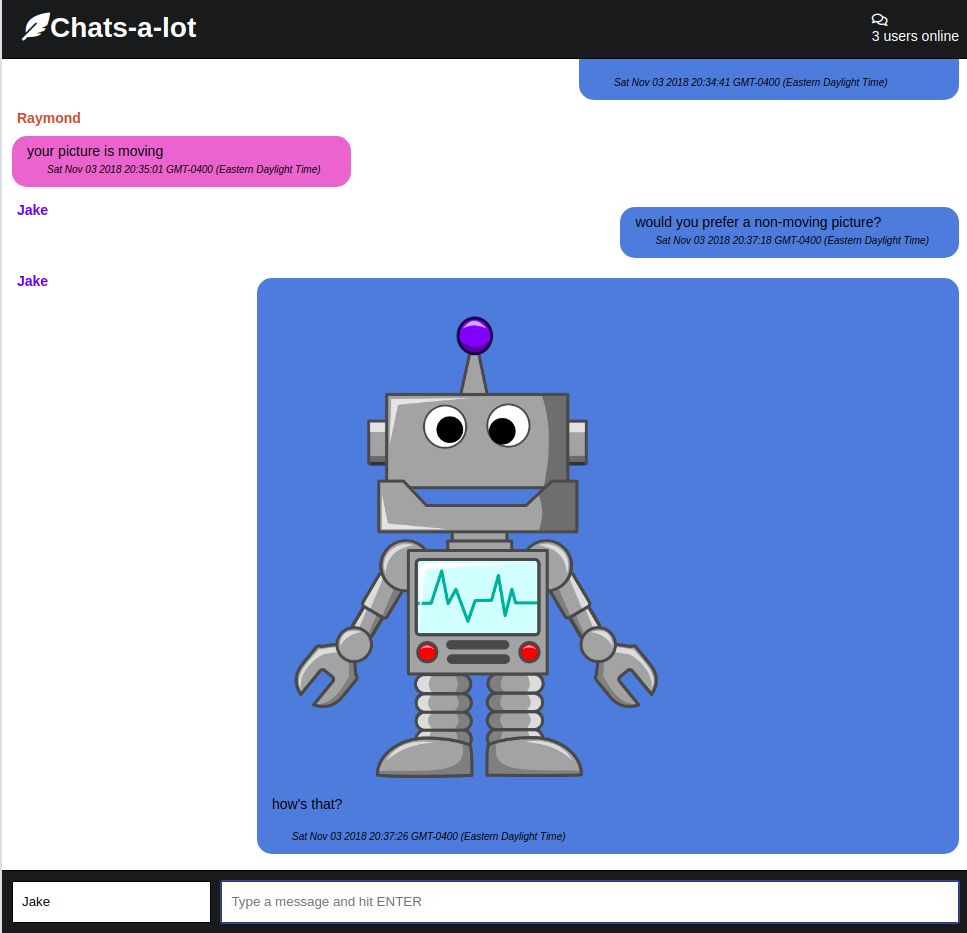 Chats-a-lot
3 users online
Sat Nov 03 2018 20:34:41 GMT-0400 (Eastern Daylight Time)
Raymond
your picture is moving
Sat Nov 03 2018 20:35:01 GMT-0400 (Eastern Daylight Time)
Jake
would you prefer a non-moving picture?
Sat Nov 03 2018 20:37:18 GMT-0400 (Eastern Daylight Time)
Jake
how's that?
Sat Nov 03 2018 20:37:26 GMT-0400 (Eastern Daylight Time)
Jake
Type a message and hit ENTER